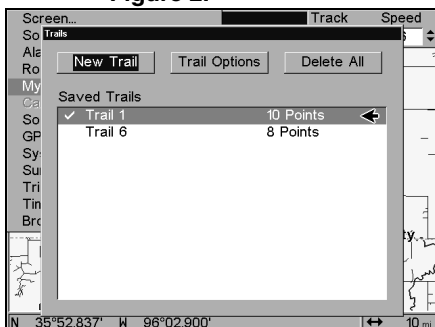 Figure 2.
Screen... Track Speed
So
Trails
Ala
Ro
New Trail Trail Options Delete All
My
Ca
Saved Trails
So
✓ Trail 1 10 Points
GP
Trail 6 8 Points
Sy
Su
Tri
Tim
Bro
N 35°52.837' W 96°02.900' ↔ 10 mi